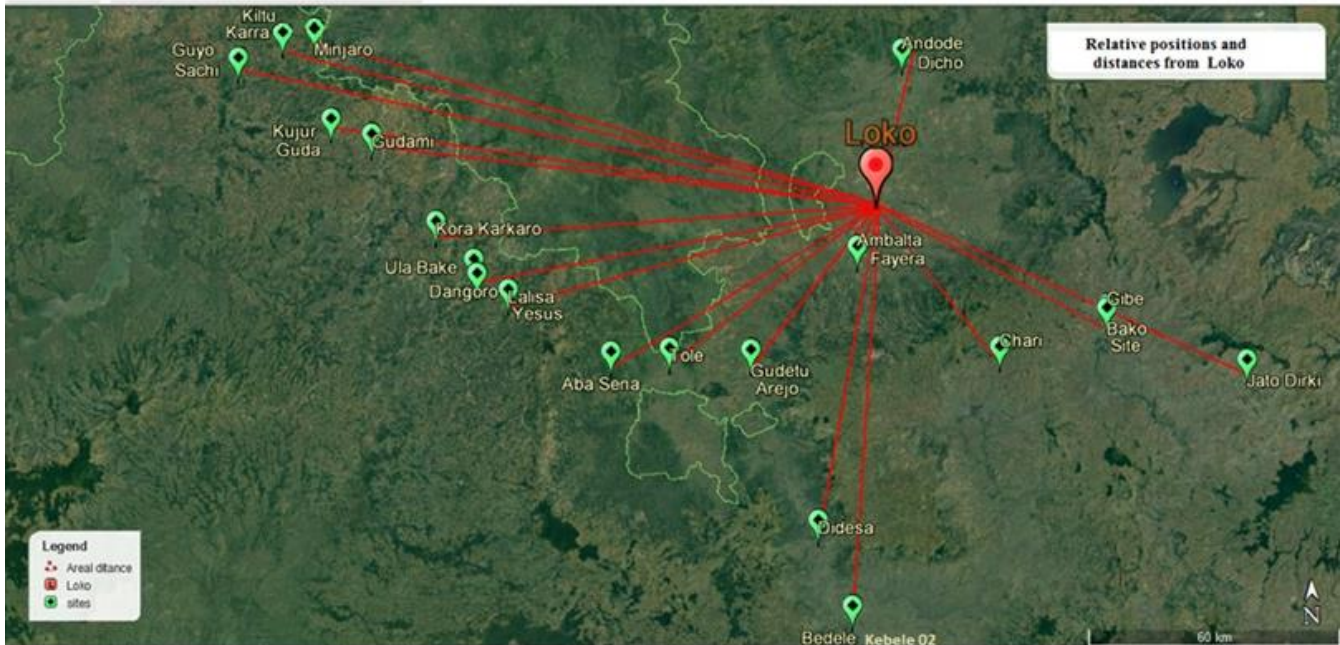 Kiltu
Karra
Minjaro
Guyo
Sachi
Andode
Dicho
Relative positions and
distances from Loko
Kujur
Guda
Gudami
Loko
Kora Karkaro
Ambalta
Fayera
Ula Bake
Dangoro
Lalisa
Yesus
Gibe
Bako
Site
Chari
Aba Sena
Tole
Gudetu
Arejo
Jato Dirki
Didesa
Legend
Areal ditance
Loko
sites
Bedele Kebele 02
N
60 km